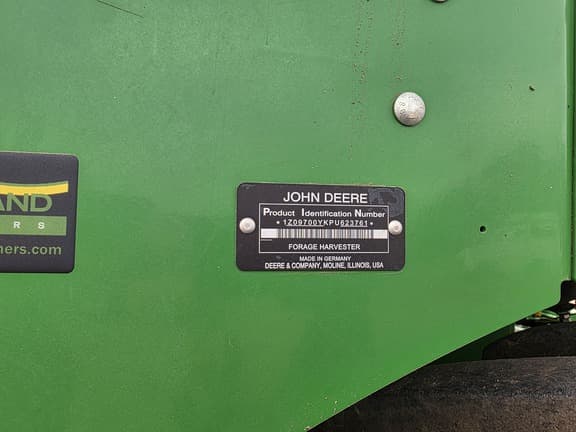 JOHN DEERE
Product Identification Number
*1Z09700YKPU623761*
FORAGE HARVESTER
MADE IN GERMANY
DEERE & COMPANY, MOLINE, ILLINOIS, USA
AND
ERS
ners.com